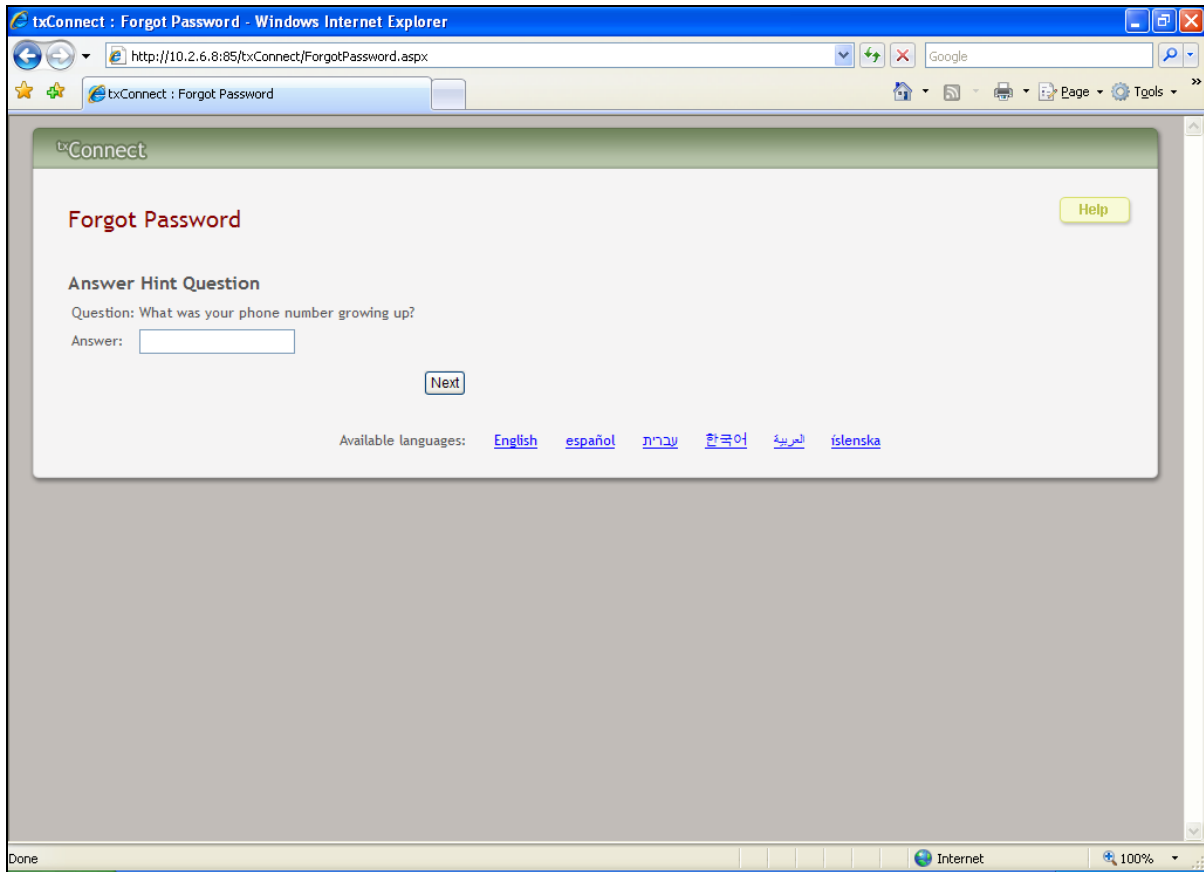 txConnect : Forgot Password - Windows Internet Explorer
http://10.2.6.8:85/txConnect/ForgotPassword.aspx Google
txConnect : Forgot Password Page Tools »
txConnect
Forgot Password
Help
Answer Hint Question
Question: What was your phone number growing up?
Answer:
Next
Available languages: English español עברית 한국어 العربية íslenska
Done Internet 100%